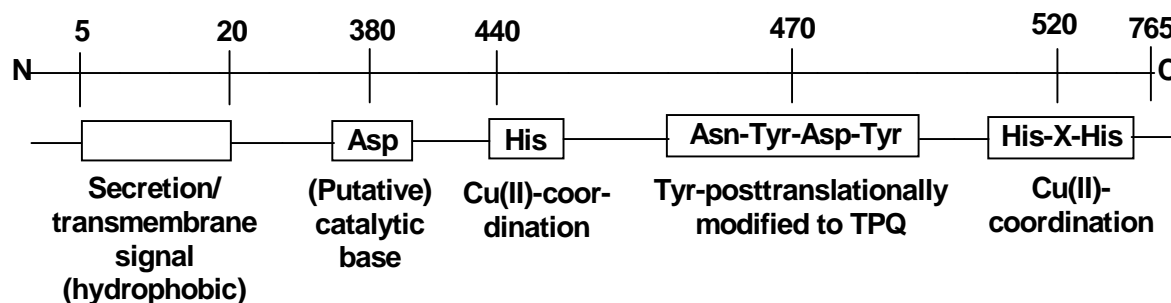 5 20 380 440 470 520 765
N C
Asp His Asn-Tyr-Asp-Tyr His-X-His
Secretion/
transmembrane
signal
(hydrophobic)
(Putative)
catalytic
base
Cu(II)-coor-
dination
Tyr-posttranslationally
modified to TPQ
Cu(II)-
coordination